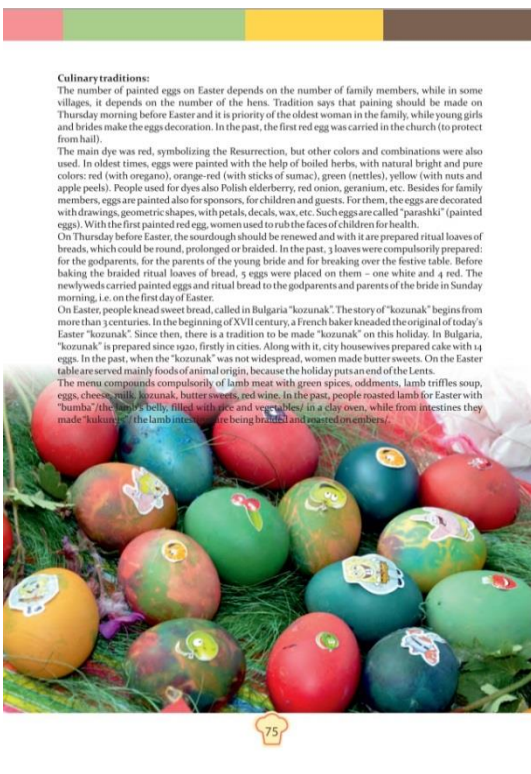 Culinary traditions:
The number of painted eggs on Easter depends on the number of family members, while in some
villages, it depends on the number of the hens. Tradition says that paining should be made on
Thursday morning before Easter and it is priority of the oldest woman in the family, while young girls
and brides make the eggs decoration. In the past, the first red egg was carried in the church (to protect
from hail).
The main dye was red, symbolizing the Resurrection, but other colors and combinations were also
used. In oldest times, eggs were painted with the help of boiled herbs, with natural bright and pure
colors: red (with oregano), orange-red (with sticks of sumac), green (nettles), yellow (with nuts and
apple peels). People used for dyes also Polish elderberry, red onion, geranium, etc. Besides for family
members, eggs are painted also for sponsors, for children and guests. For them, the eggs are decorated
with drawings, geometric shapes, with petals, decals, wax, etc. Such eggs are called "parashki" (painted
eggs). With the first painted red egg, women used to rub the faces of children for health.
On Thursday before Easter, the sourdough should be renewed and with it are prepared ritual loaves of
breads, which could be round, prolonged or braided. In the past, 3 loaves were compulsorily prepared:
for the godparents, for the parents of the young bride and for breaking over the festive table. Before
baking the braided ritual loaves of bread, 5 eggs were placed on them – one white and 4 red. The
newlyweds carried painted eggs and ritual bread to the godparents and parents of the bride in Sunday
morning, i.e. on the first day of Easter.
On Easter, people knead sweet bread, called in Bulgaria "kozunak". The story of "kozunak" begins from
more than 3 centuries. In the beginning of XVII century, a French baker kneaded the original of today's
Easter "kozunak". Since then, there is a tradition to be made "kozunak" on this holiday. In Bulgaria,
"kozunak" is prepared since 1920, firstly in cities. Along with it, city housewives prepared cake with 14
eggs. In the past, when the "kozunak" was not widespread, women made butter sweets. On the Easter
table are served mainly foods of animal origin, because the holiday puts an end of the Lents.
The menu compounds compulsorily of lamb meat with green spices, oddments, lamb triffles soup,
eggs, cheese, milk, kozunak, butter sweets, red wine. In the past, people roasted lamb for Easter with
"bumba"/the lamb's belly, filled with rice and vegetables/ in a clay oven, while from intestines they
made / the lamb intestines are being braided and roasted on embers/.
75